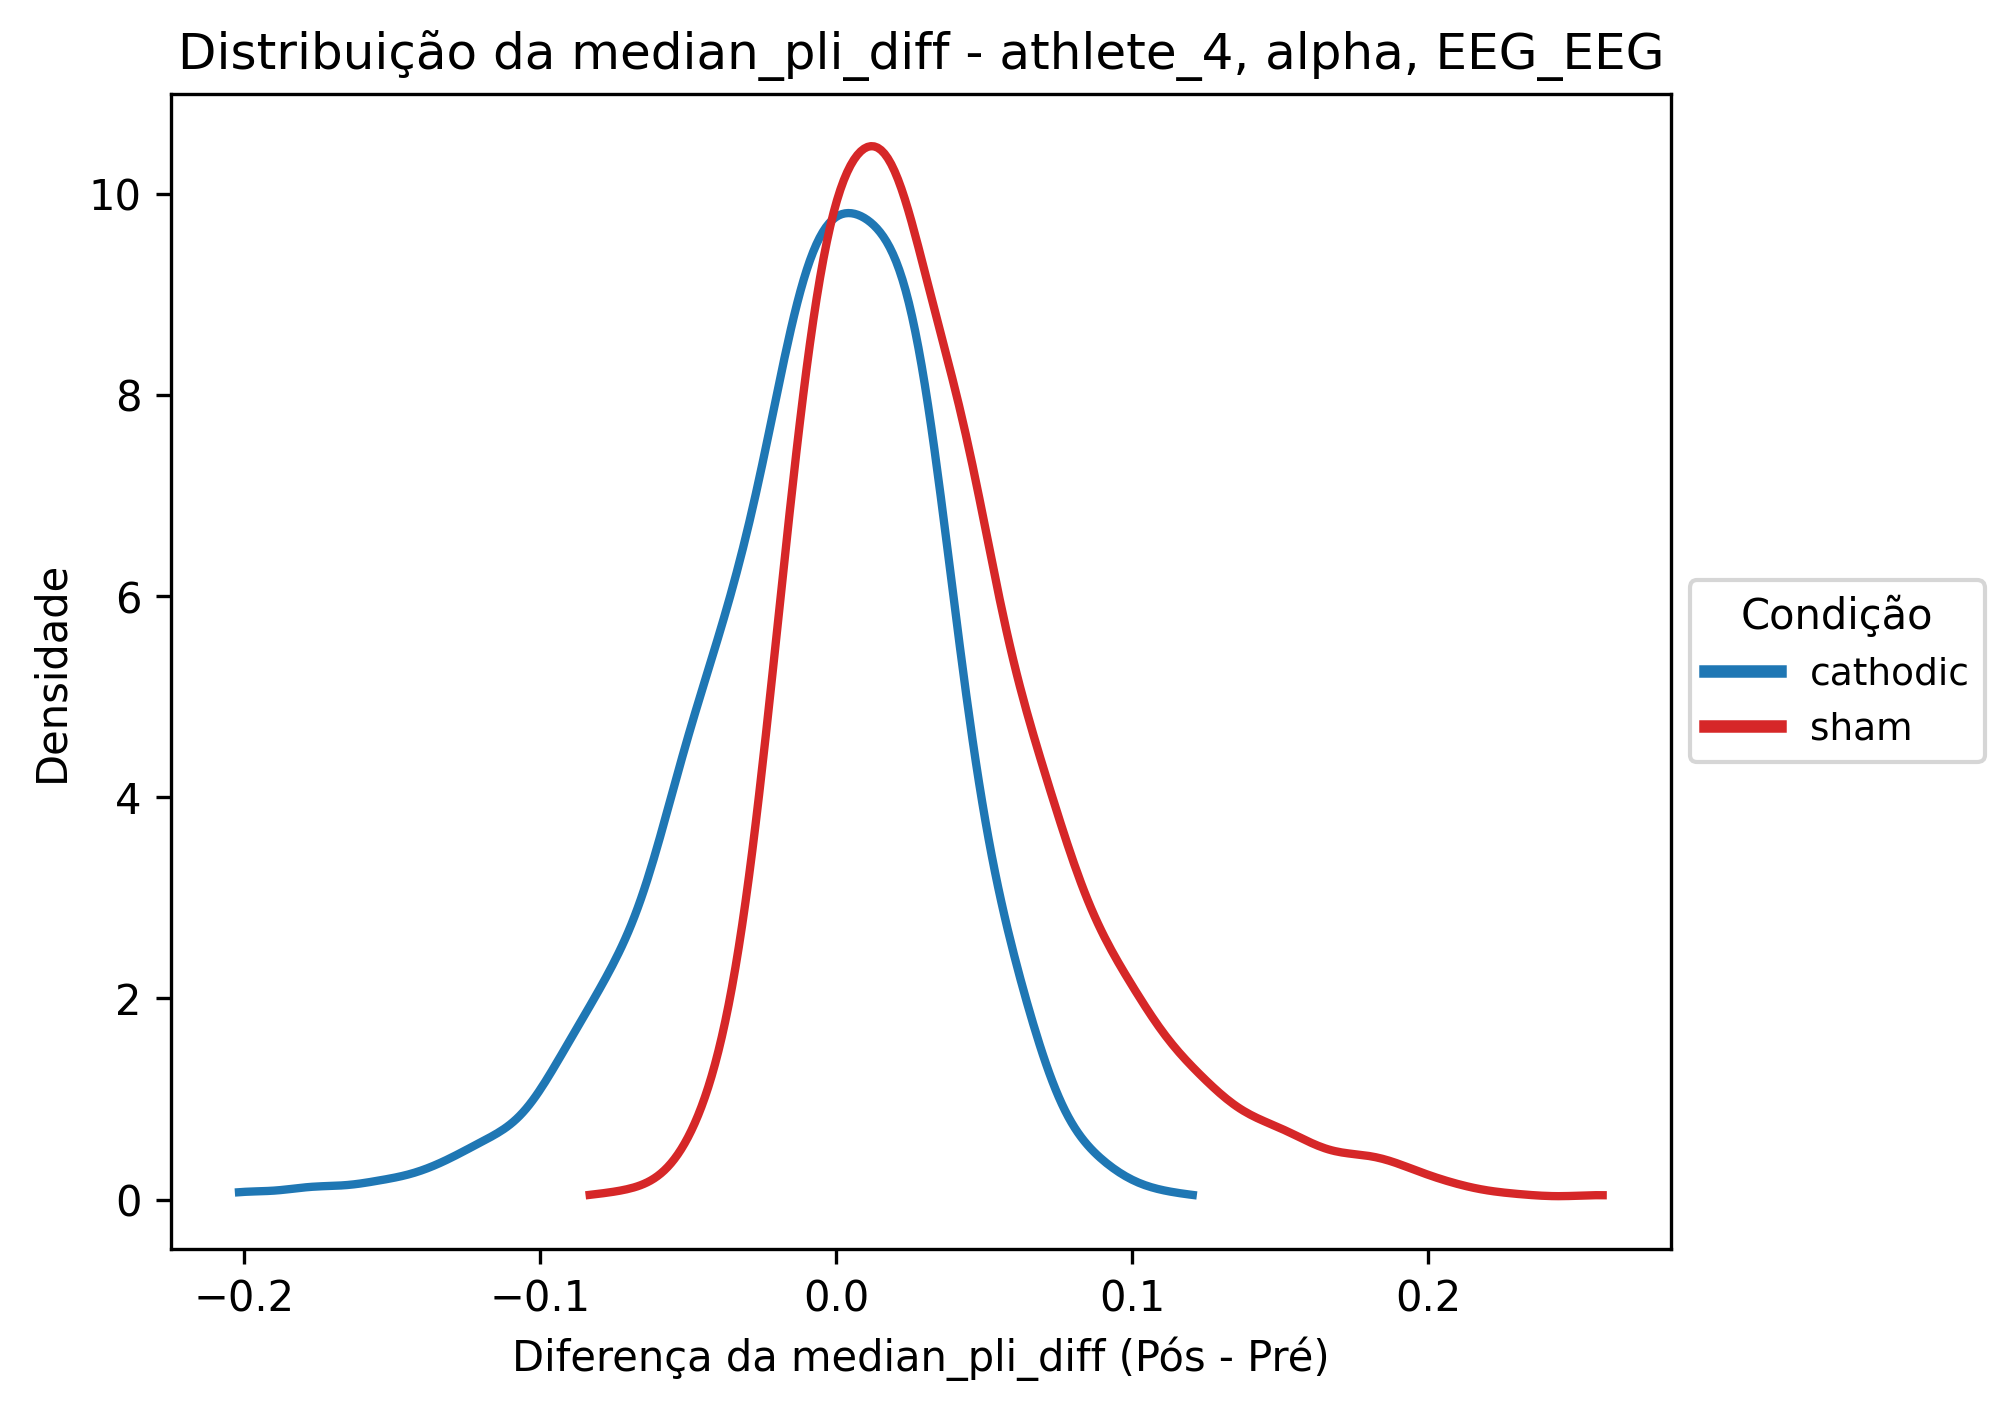 Distribuição da median_pli_diff - athlete_4, alpha, EEG_EEG
10
8
6
4
2
0
Densidade
−0.2
−0.1
0.0
0.1
0.2
Diferença da median_pli_diff (Pós - Pré)
Condição
cathodic
sham